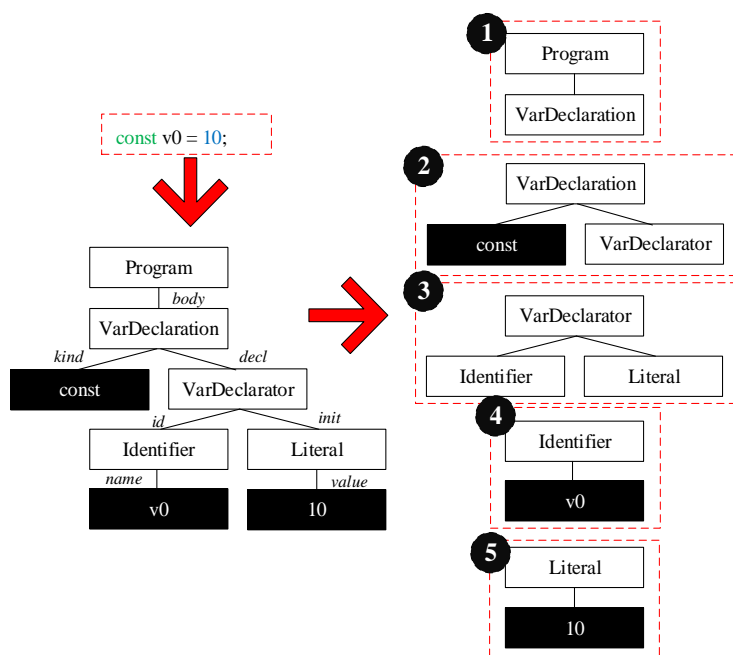 const v0 = 10;
Program
body
VarDeclaration
kind
decl
const
VarDeclarator
id
init
Identifier
Literal
name
value
v0
10
1
Program
VarDeclaration
2
VarDeclaration
const
VarDeclarator
3
VarDeclarator
Identifier
Literal
4
Identifier
v0
5
Literal
10